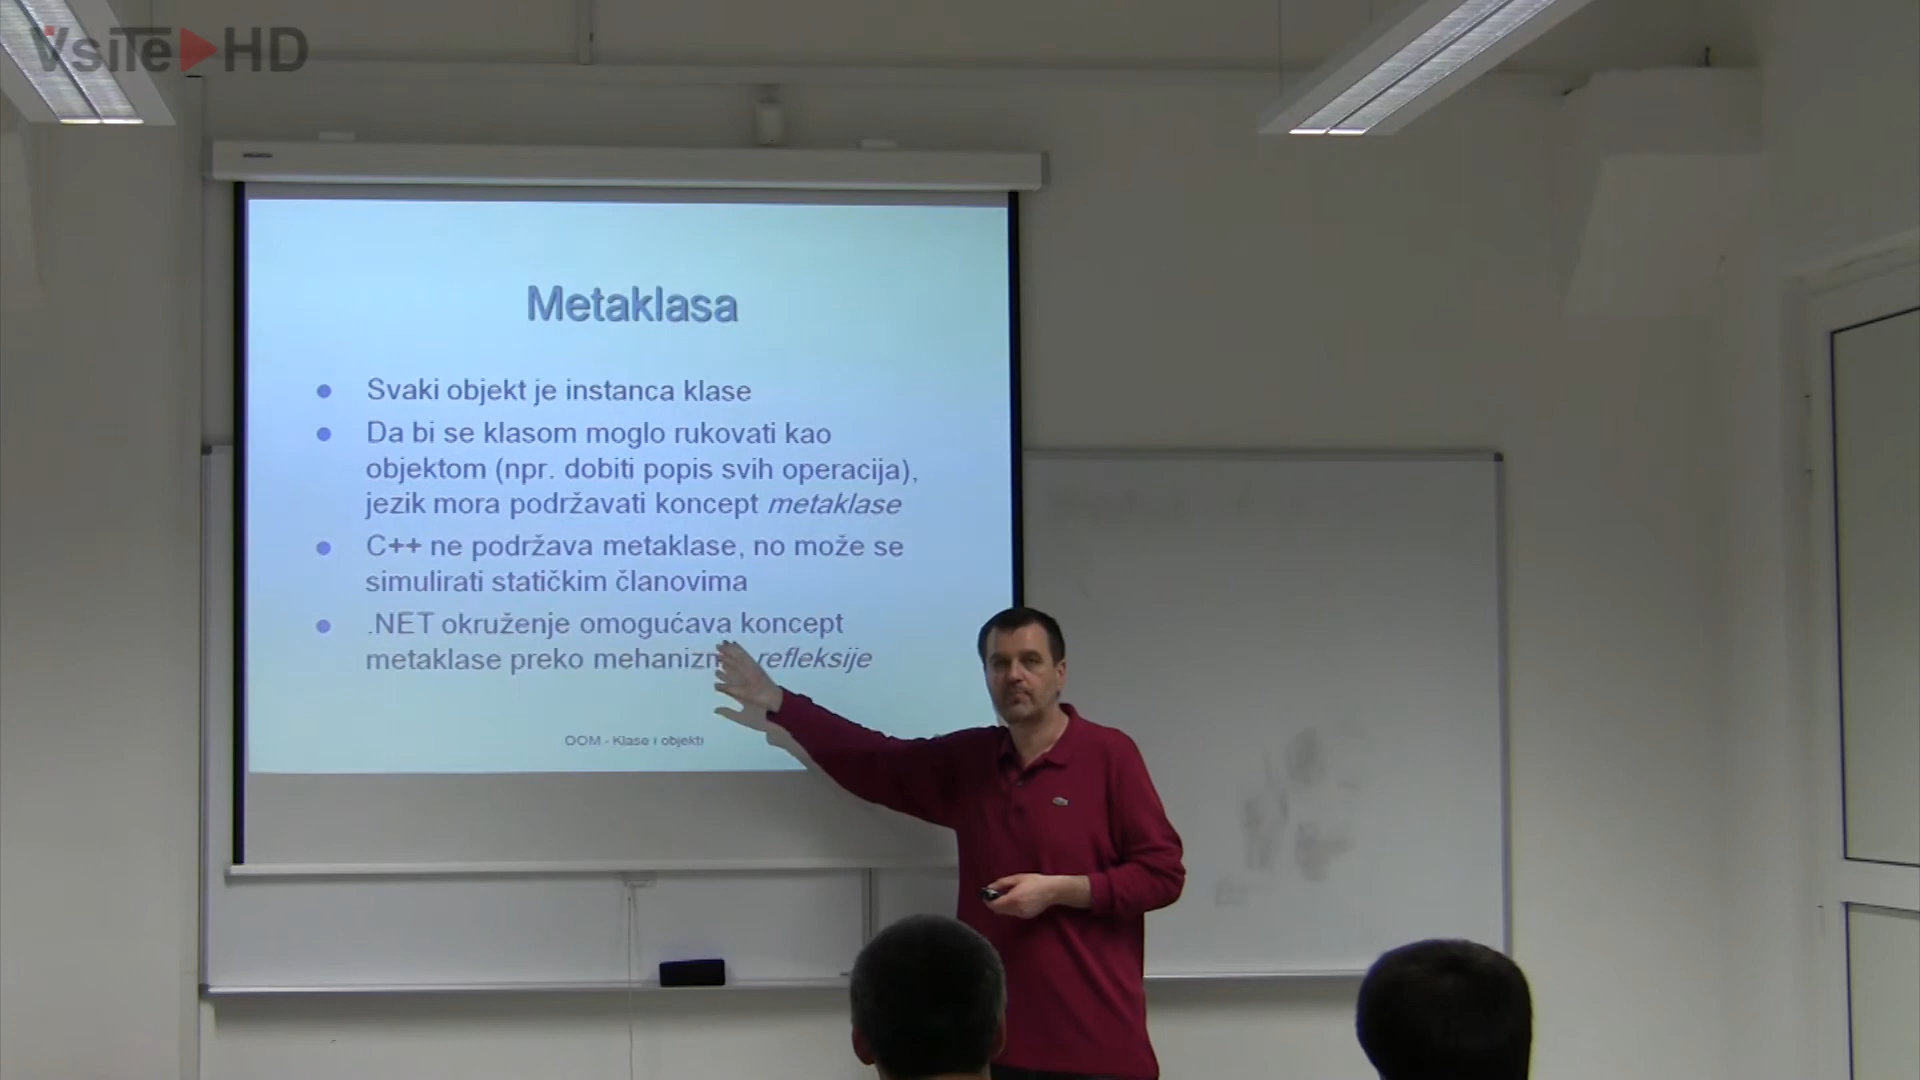 VsiTe HD
Metaklasa
Svaki objekt je instanca klase
Da bi se klasom moglo rukovati kao
objektom (npr. dobiti popis svih operacija),
jezik mora podržavati koncept metaklase
C++ ne podržava metaklase, no može se
simulirati statičkim članovima
.NET okruženje omogućava koncept
metaklase preko refleksije
OOM - Klase i objekti